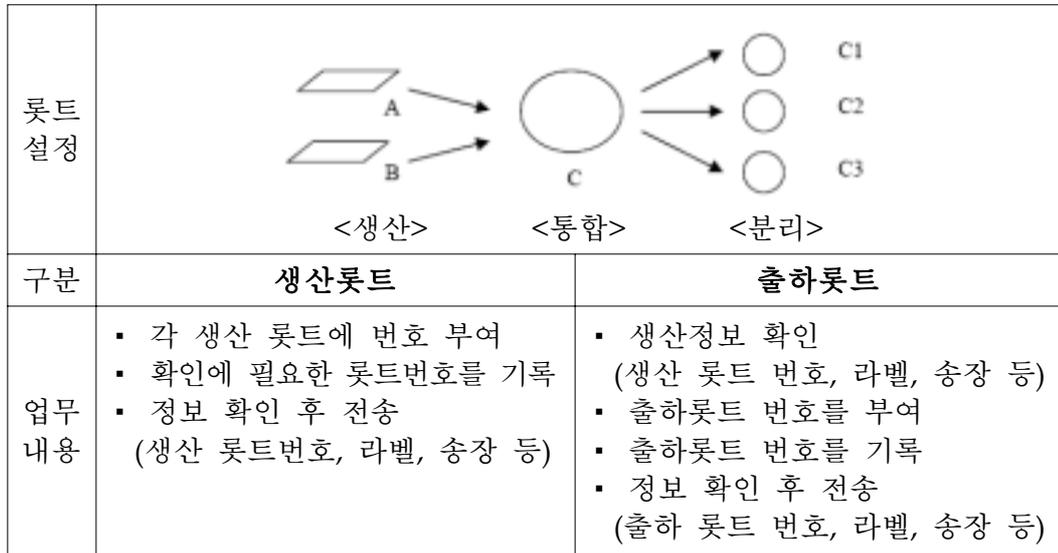 롯트
설정
A
B
C
C1
C2
C3
<생산> <통합> <분리>
구분 생산롯트 출하롯트
업무
내용
▪ 각 생산 롯트에 번호 부여
▪ 확인에 필요한 롯트번호를 기록
▪ 정보 확인 후 전송
(생산 롯트번호, 라벨, 송장 등)
▪ 생산정보 확인
(생산 롯트 번호, 라벨, 송장 등)
▪ 출하롯트 번호를 부여
▪ 출하롯트 번호를 기록
▪ 정보 확인 후 전송
(출하 롯트 번호, 라벨, 송장 등)